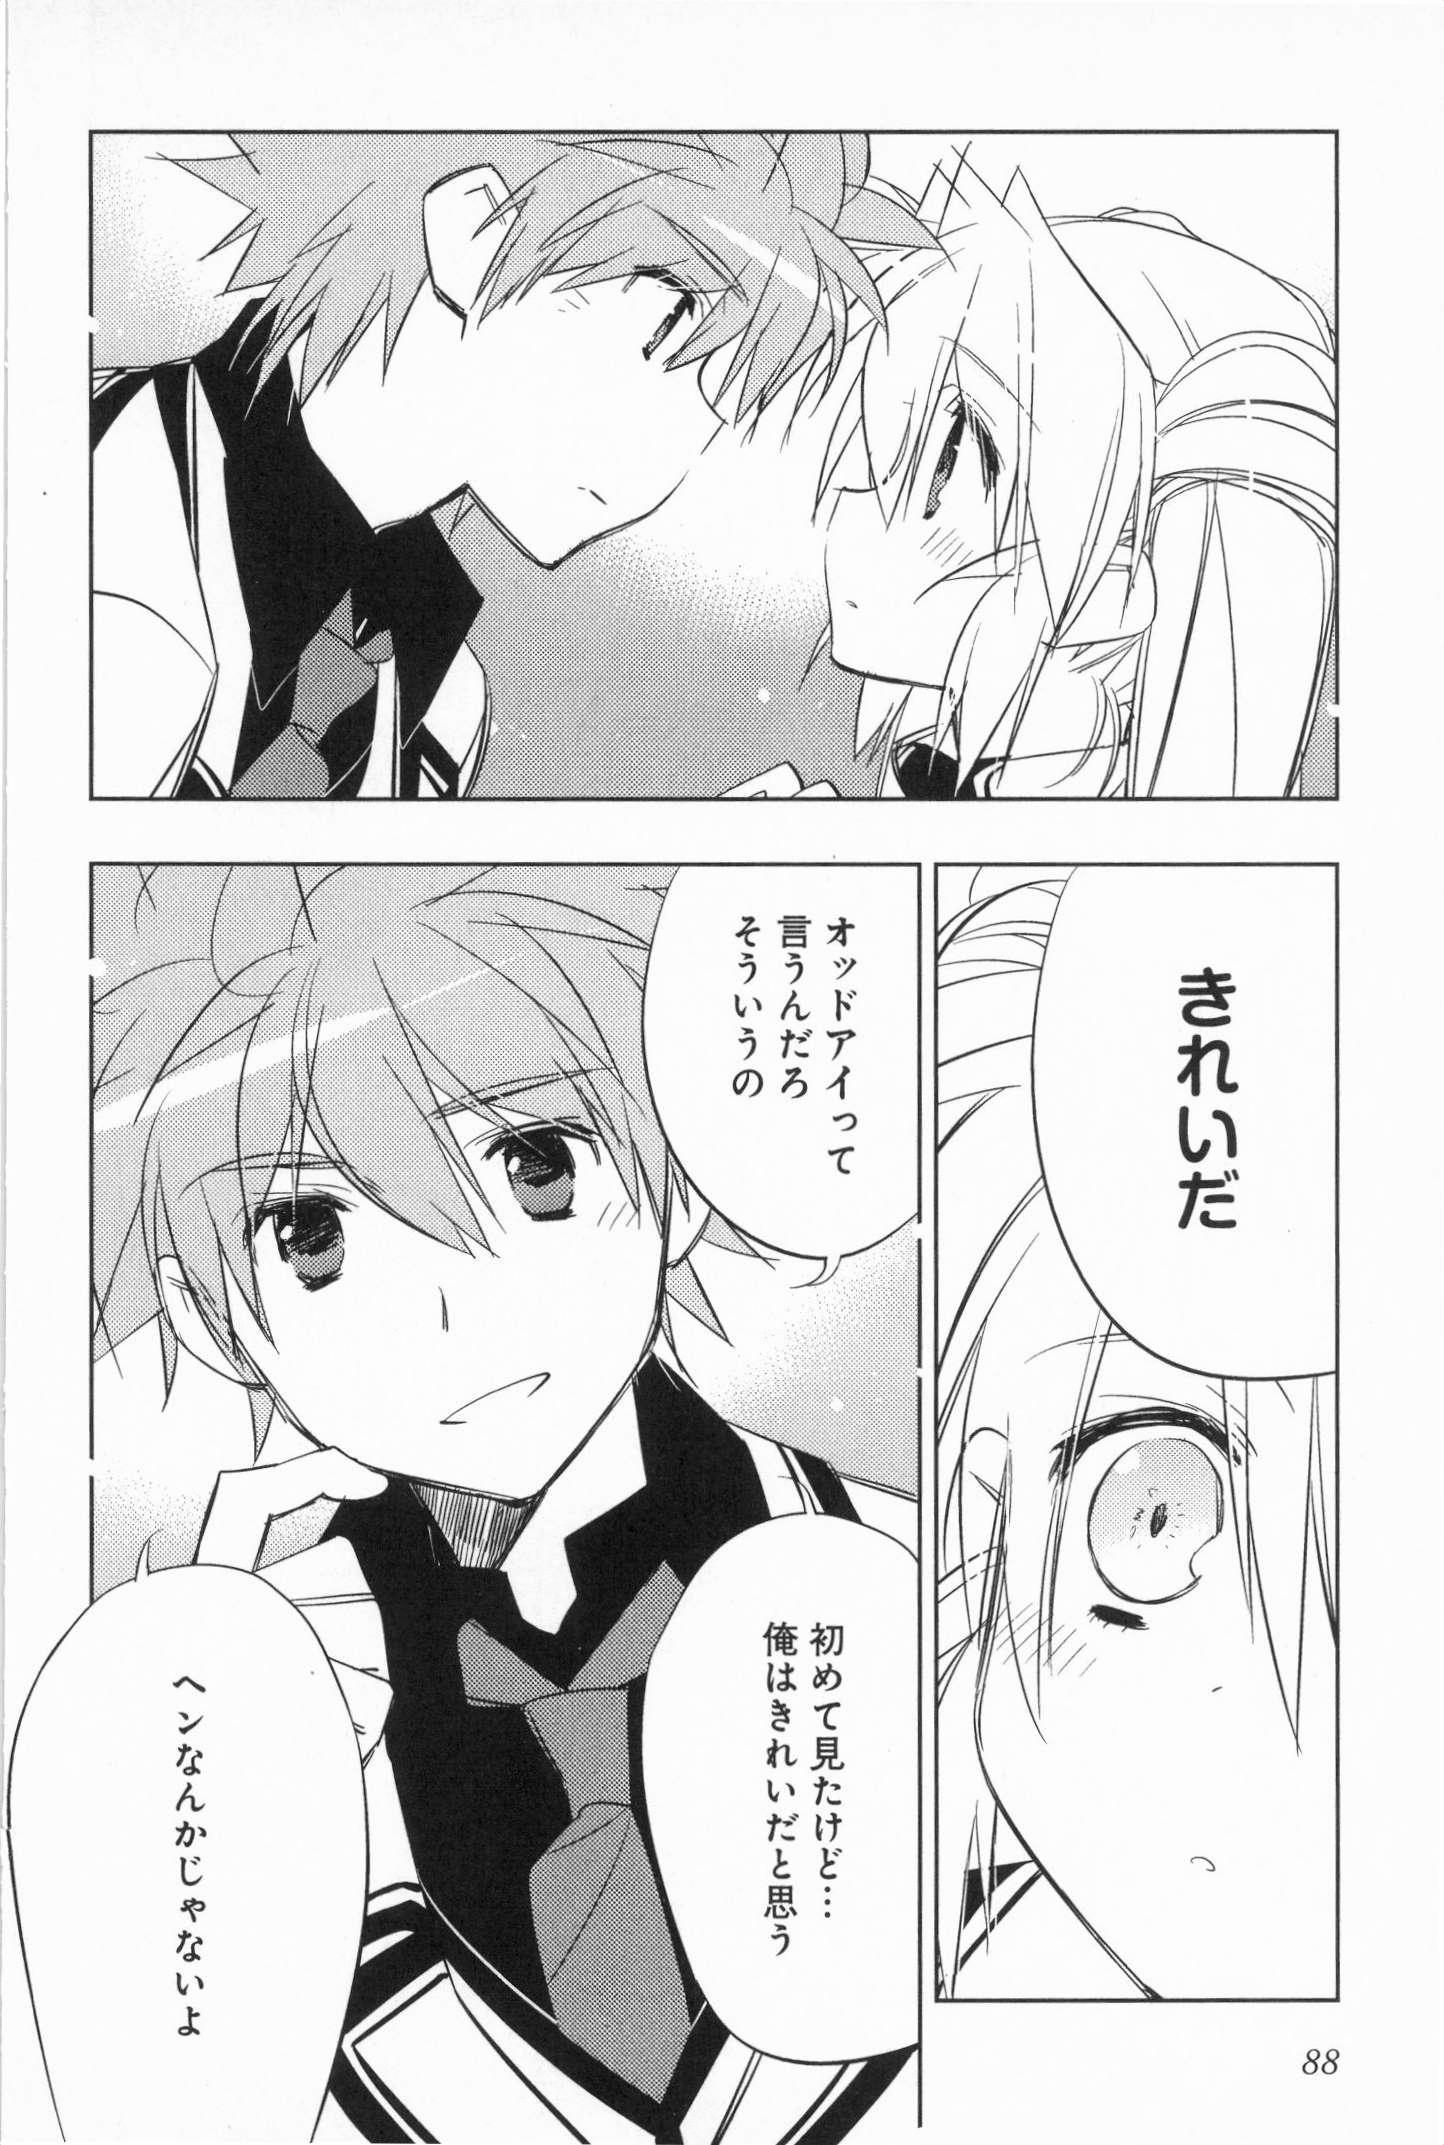 きれいだ
オッドアイって
言うんだろ
そういうの
初めて見たけど…
俺はきれいだと思う
ヘンなんかじゃないよ
88